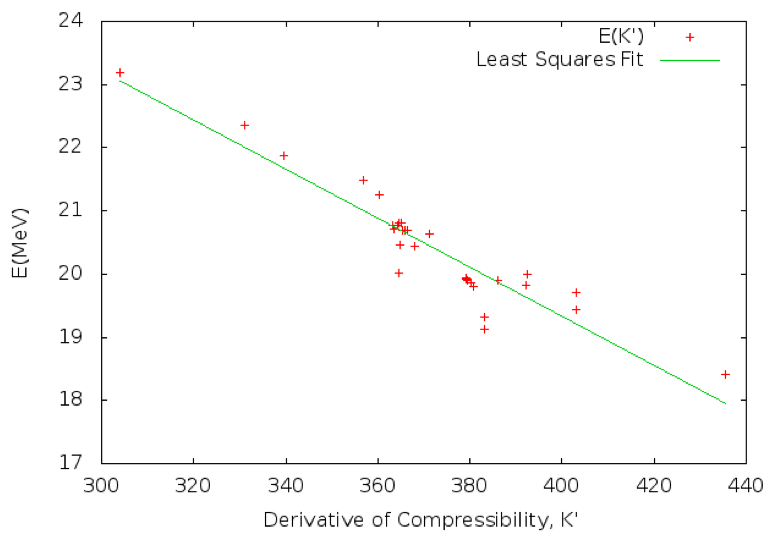 24
E(K')
Least Squares Fit
23
22
21
E(MeV)
20
19
18
17
300 320 340 360 380 400 420 440
Derivative of Compressibility, K'